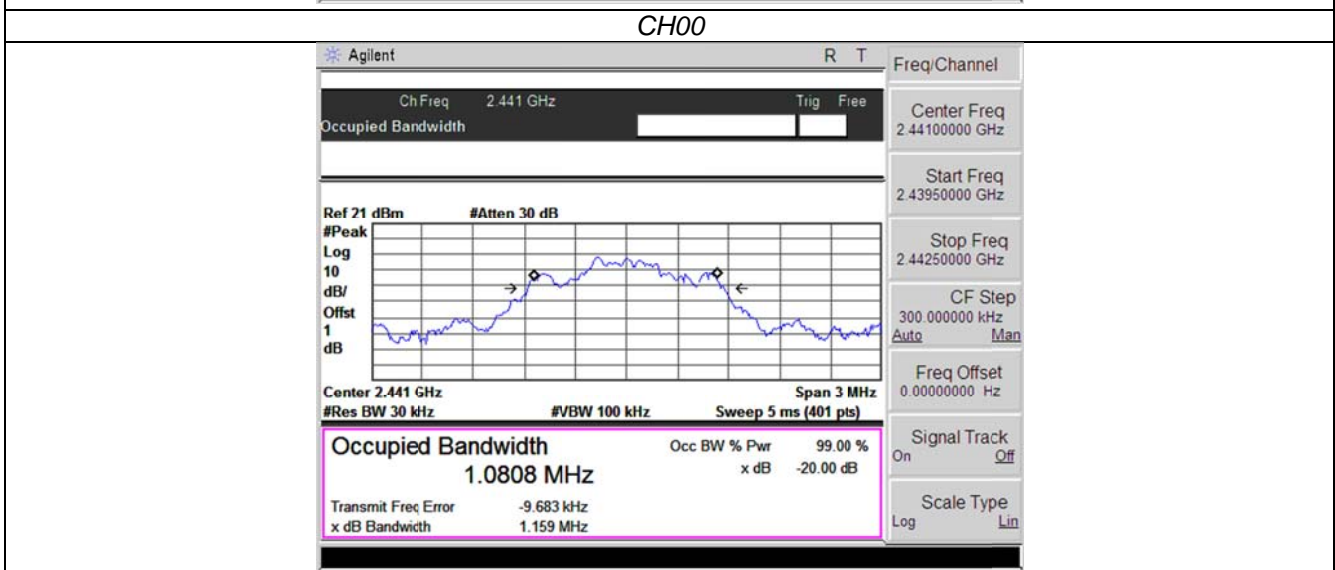 CH00
Agilent R T
Freq/Channel
Ch Freq 2.441 GHz Trig Free
Occupied Bandwidth
Center Freq
2.44100000 GHz
Start Freq
2.43950000 GHz
Stop Freq
2.44250000 GHz
CF Step
300.000000 kHz
Auto Man
Freq Offset
0.00000000 Hz
Signal Track
On Off
Scale Type
Log Lin
Ref 21 dBm #Atten 30 dB
#Peak
Log
10
dB/
Offst
1
dB
Center 2.441 GHz Span 3 MHz
#Res BW 30 kHz #VBW 100 kHz Sweep 5 ms (401 pts)
Occupied Bandwidth Occ BW % Pwr 99.00 %
1.0808 MHz x dB -20.00 dB
Transmit Freq Error -9.683 kHz
x dB Bandwidth 1.159 MHz